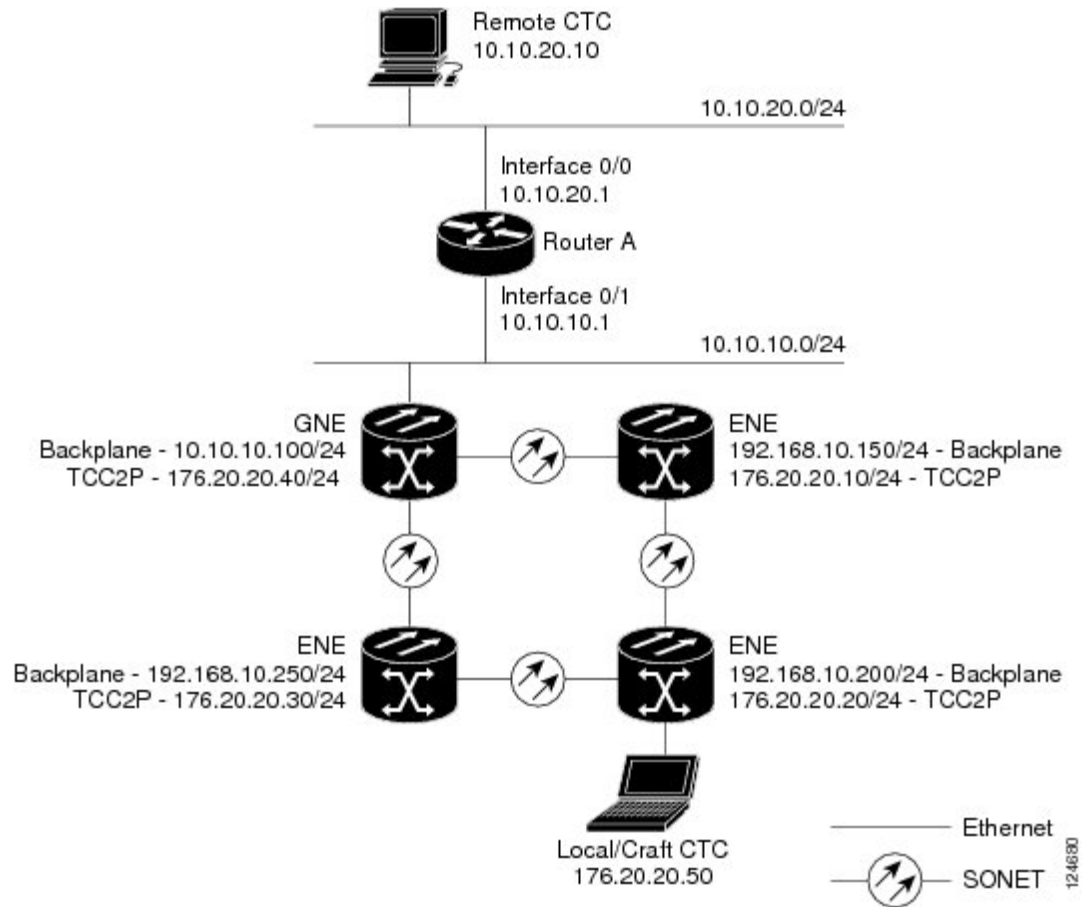 Remote CTC
10.10.20.10
10.10.20.0/24
Interface 0/0
10.10.20.1
Router A
Interface 0/1
10.10.10.1
10.10.10.0/24
GNE
Backplane - 10.10.10.100/24
TCC2P - 176.20.20.40/24
ENE
192.168.10.150/24 - Backplane
176.20.20.10/24 - TCC2P
ENE
Backplane - 192.168.10.250/24
TCC2P - 176.20.20.30/24
ENE
192.168.10.200/24 - Backplane
176.20.20.20/24 - TCC2P
Local/Craft CTC
176.20.20.50
Ethernet
SONET
124680